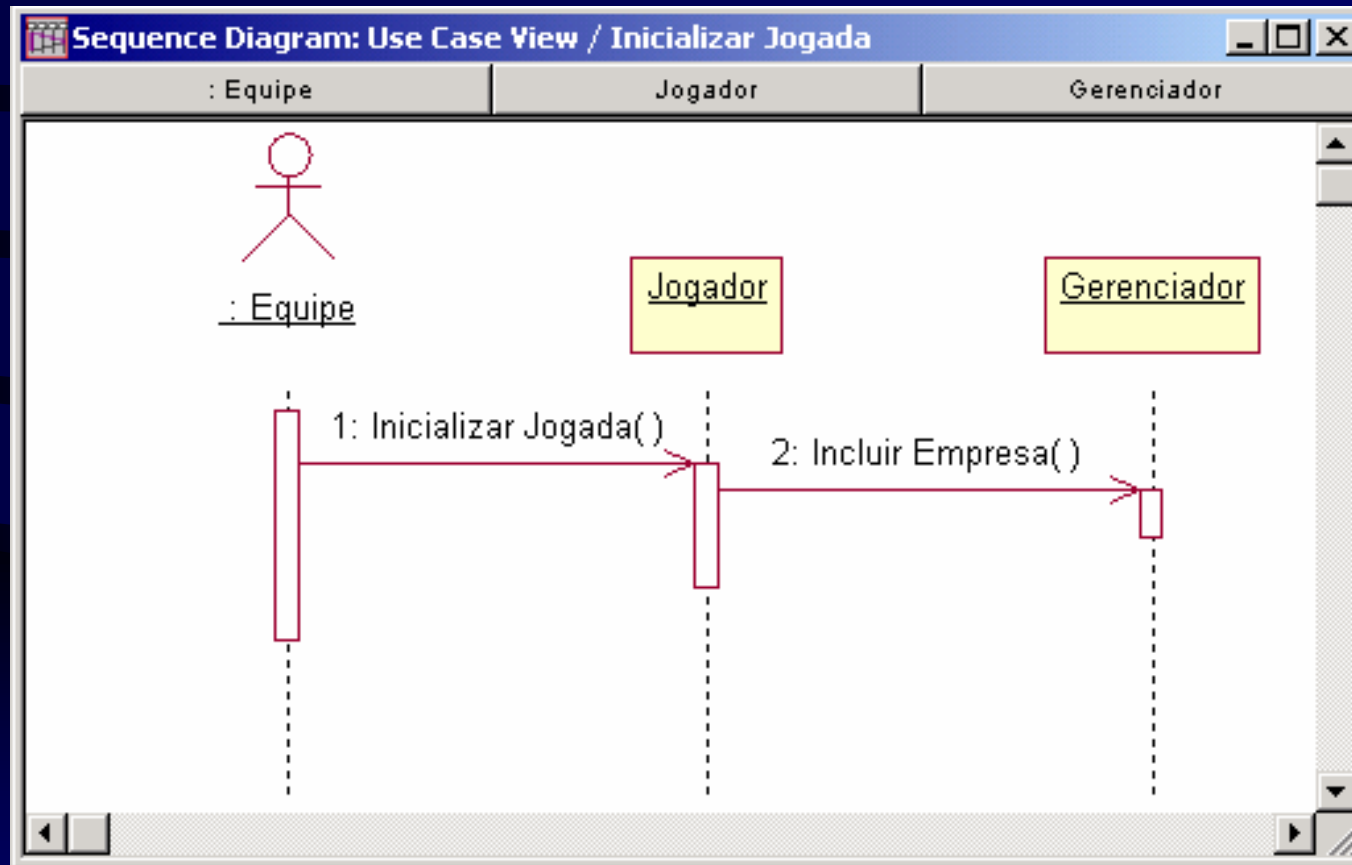 Sequence Diagram: Use Case View / Inicializar Jogada
: Equipe Jogador Gerenciador
: Equipe
Jogador
Gerenciador
1: Inicializar Jogada( )
2: Incluir Empresa( )